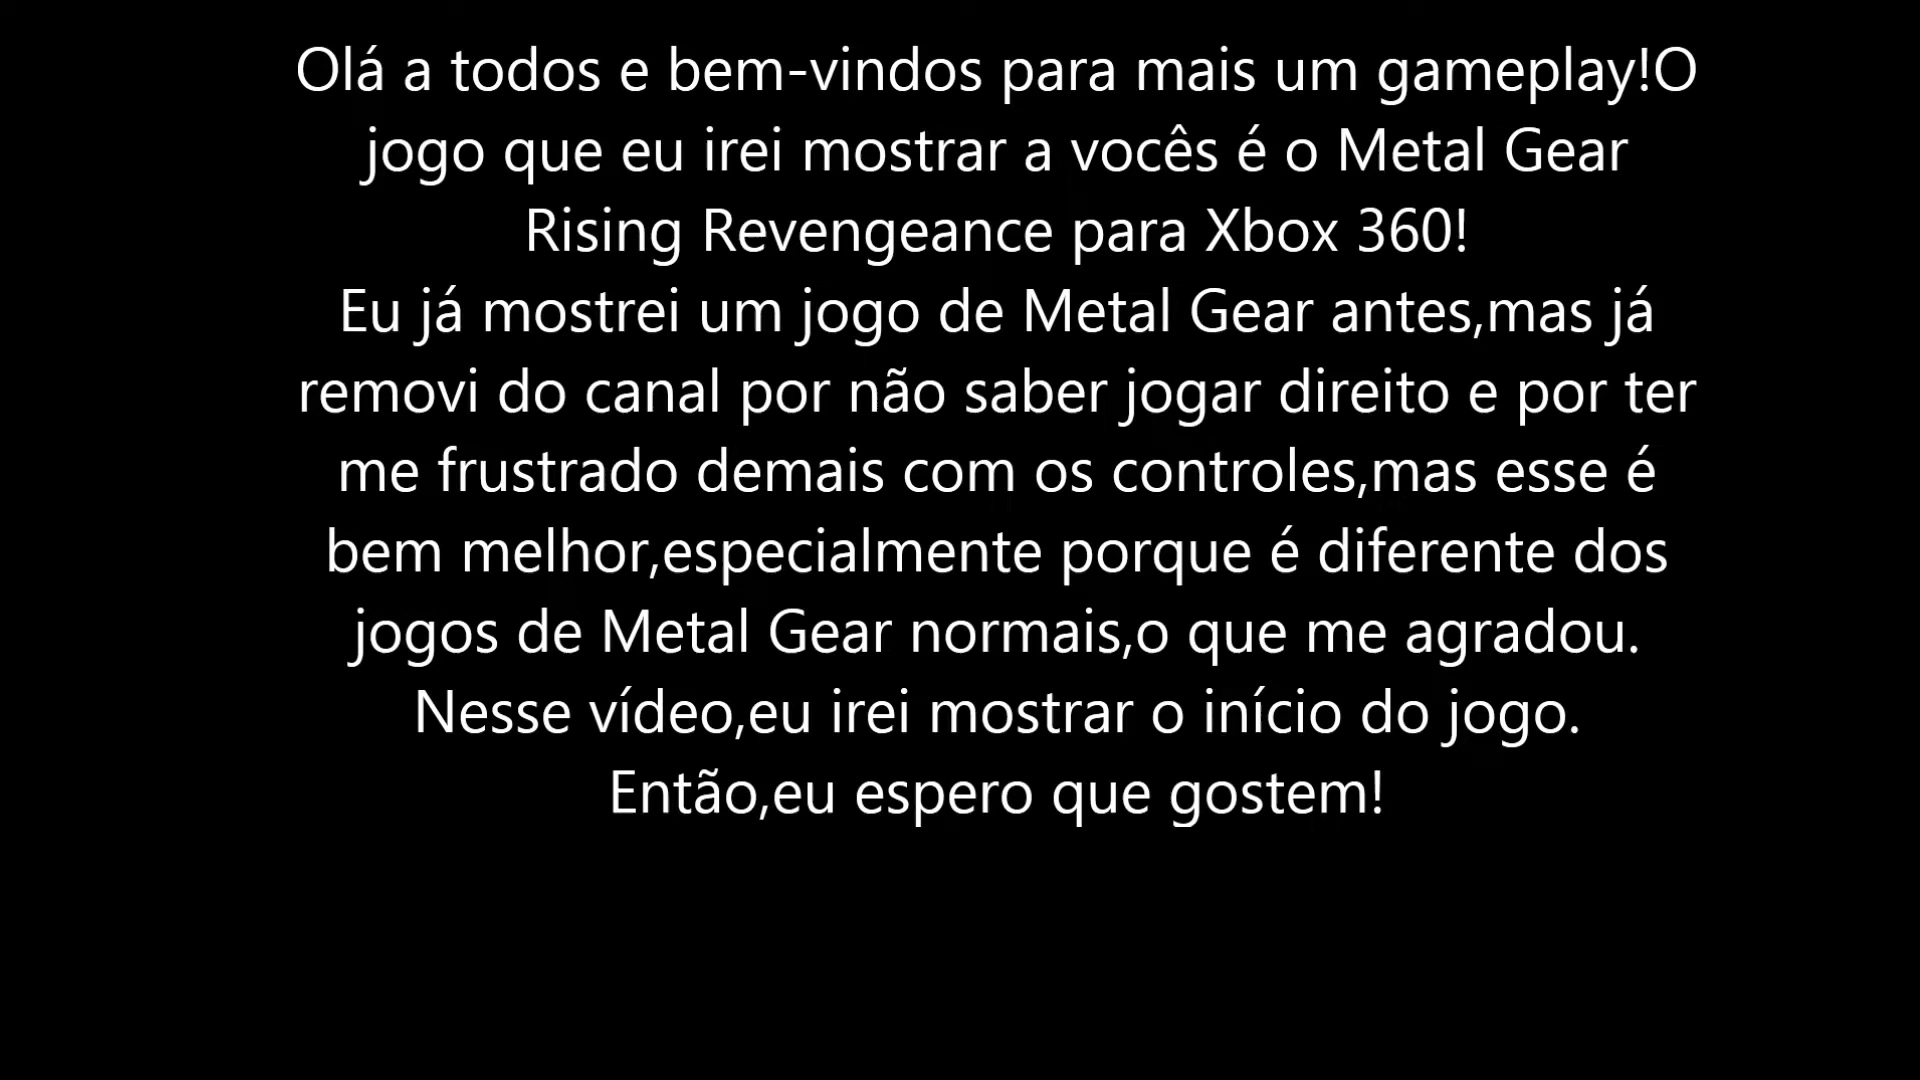 Olá a todos e bem-vindos para mais um gameplay!O
jogo que eu irei mostrar a vocês é o Metal Gear
Rising Revengeance para Xbox 360!
Eu já mostrei um jogo de Metal Gear antes,mas já
removi do canal por não saber jogar direito e por ter
me frustrado demais com os controles,mas esse é
bem melhor,especialmente porque é diferente dos
jogos de Metal Gear normais,o que me agradou.
Nesse vídeo,eu irei mostrar o início do jogo.
Então,eu espero que gostem!